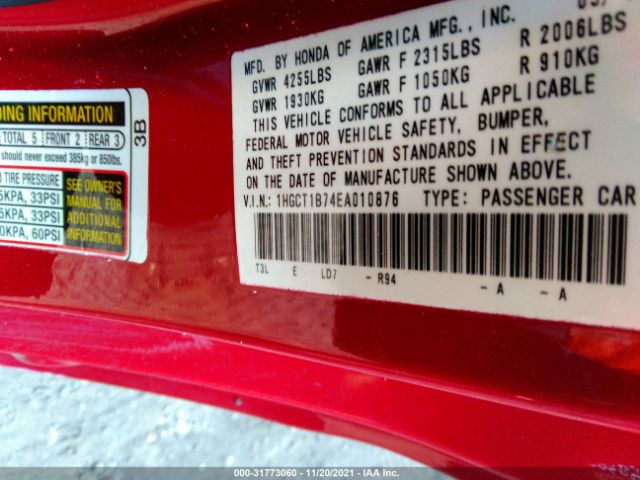 MFD. BY HONDA OF AMERICA MFG., INC.
GVWR 4255LBS GAWR F 2315LBS R 2006LBS
GVWR 1930KG GAWR F 1050KG R 910KG
THIS VEHICLE CONFORMS TO ALL APPLICABLE
FEDERAL MOTOR VEHICLE SAFETY, BUMPER,
AND THEFT PREVENTION STANDARDS IN EFFECT
ON THE DATE OF MANUFACTURE SHOWN ABOVE.
V.I.N.: 1HGCT1B74EA010876 TYPE: PASSENGER CAR
T3L E LD7 - R94 - A - A
DING INFORMATION
TOTAL 5 FRONT 2 REAR 3
should never exceed 385kg or 850lbs.
TIRE PRESSURE
5KPA, 33PSI
5KPA, 33PSI
0KPA, 60PSI
SEE OWNER'S
MANUAL FOR
ADDITIONAL
INFORMATION
3B
000-31773060 - 11/20/2021 - IAA Inc.